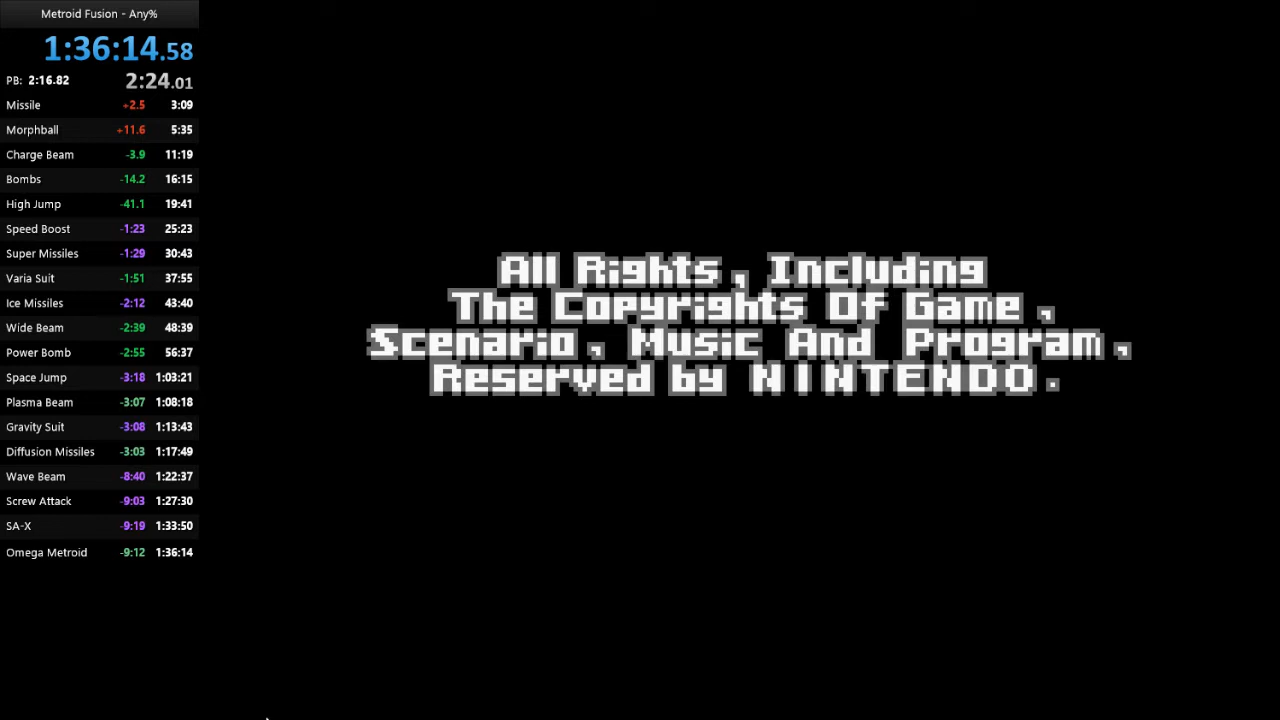 Metroid Fusion - Any%
1:36:14.58
PB: 2:16.82 2:24.01
Missile +2.5 3:09
Morphball +11.6 5:35
Charge Beam -3.9 11:19
Bombs -14.2 16:15
High Jump -41.1 19:41
Speed Boost -1:23 25:23
Super Missiles -1:29 30:43
Varia Suit -1:51 37:55
Ice Missiles -2:12 43:40
Wide Beam -2:39 48:39
Power Bomb -2:55 56:37
Space Jump -3:18 1:03:21
Plasma Beam -3:07 1:08:18
Gravity Suit -3:08 1:13:43
Diffusion Missiles -3:03 1:17:49
Wave Beam -8:40 1:22:37
Screw Attack -9:03 1:27:30
SA-X -9:19 1:33:50
Omega Metroid -9:12 1:36:14
All Rights, Including
The Copyrights Of Game,
Scenario, Music And Program,
Reserved by NINTENDO.